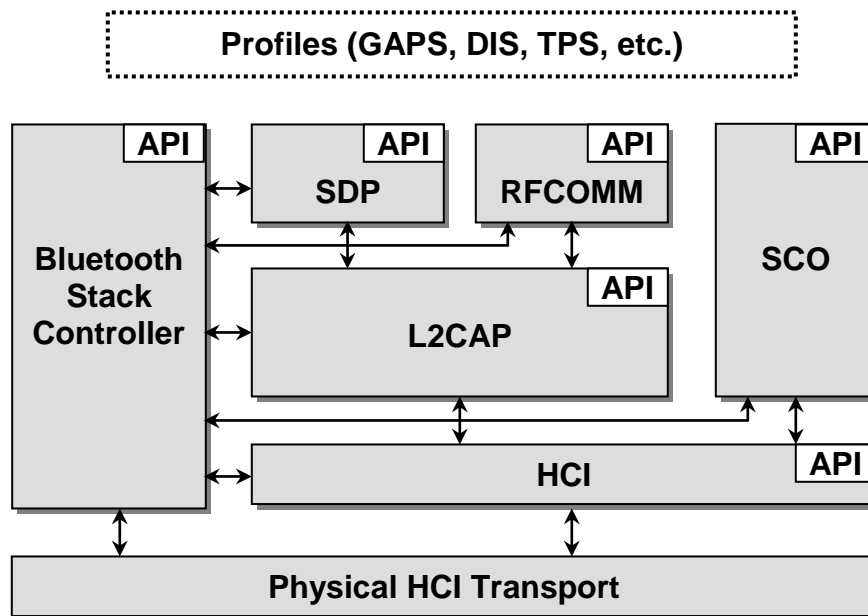 Profiles (GAPS, DIS, TPS, etc.)
API
API
API
API
SDP
RFCOMM
Bluetooth
Stack
Controller
SCO
API
L2CAP
API
HCI
Physical HCI Transport